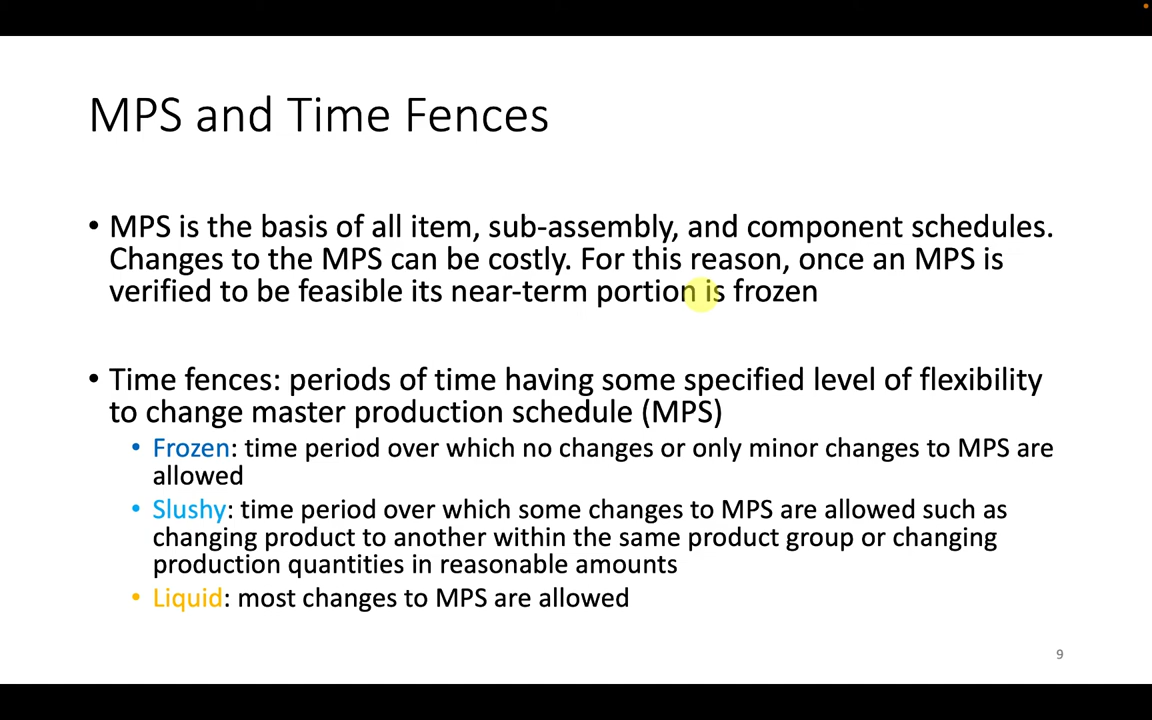 MPS and Time Fences
• MPS is the basis of all item, sub-assembly, and component schedules.
Changes to the MPS can be costly. For this reason, once an MPS is
verified to be feasible its near-term portion is frozen
• Time fences: periods of time having some specified level of flexibility
to change master production schedule (MPS)
• Frozen: time period over which no changes or only minor changes to MPS are
allowed
• Slushy: time period over which some changes to MPS are allowed such as
changing product to another within the same product group or changing
production quantities in reasonable amounts
• Liquid: most changes to MPS are allowed
9